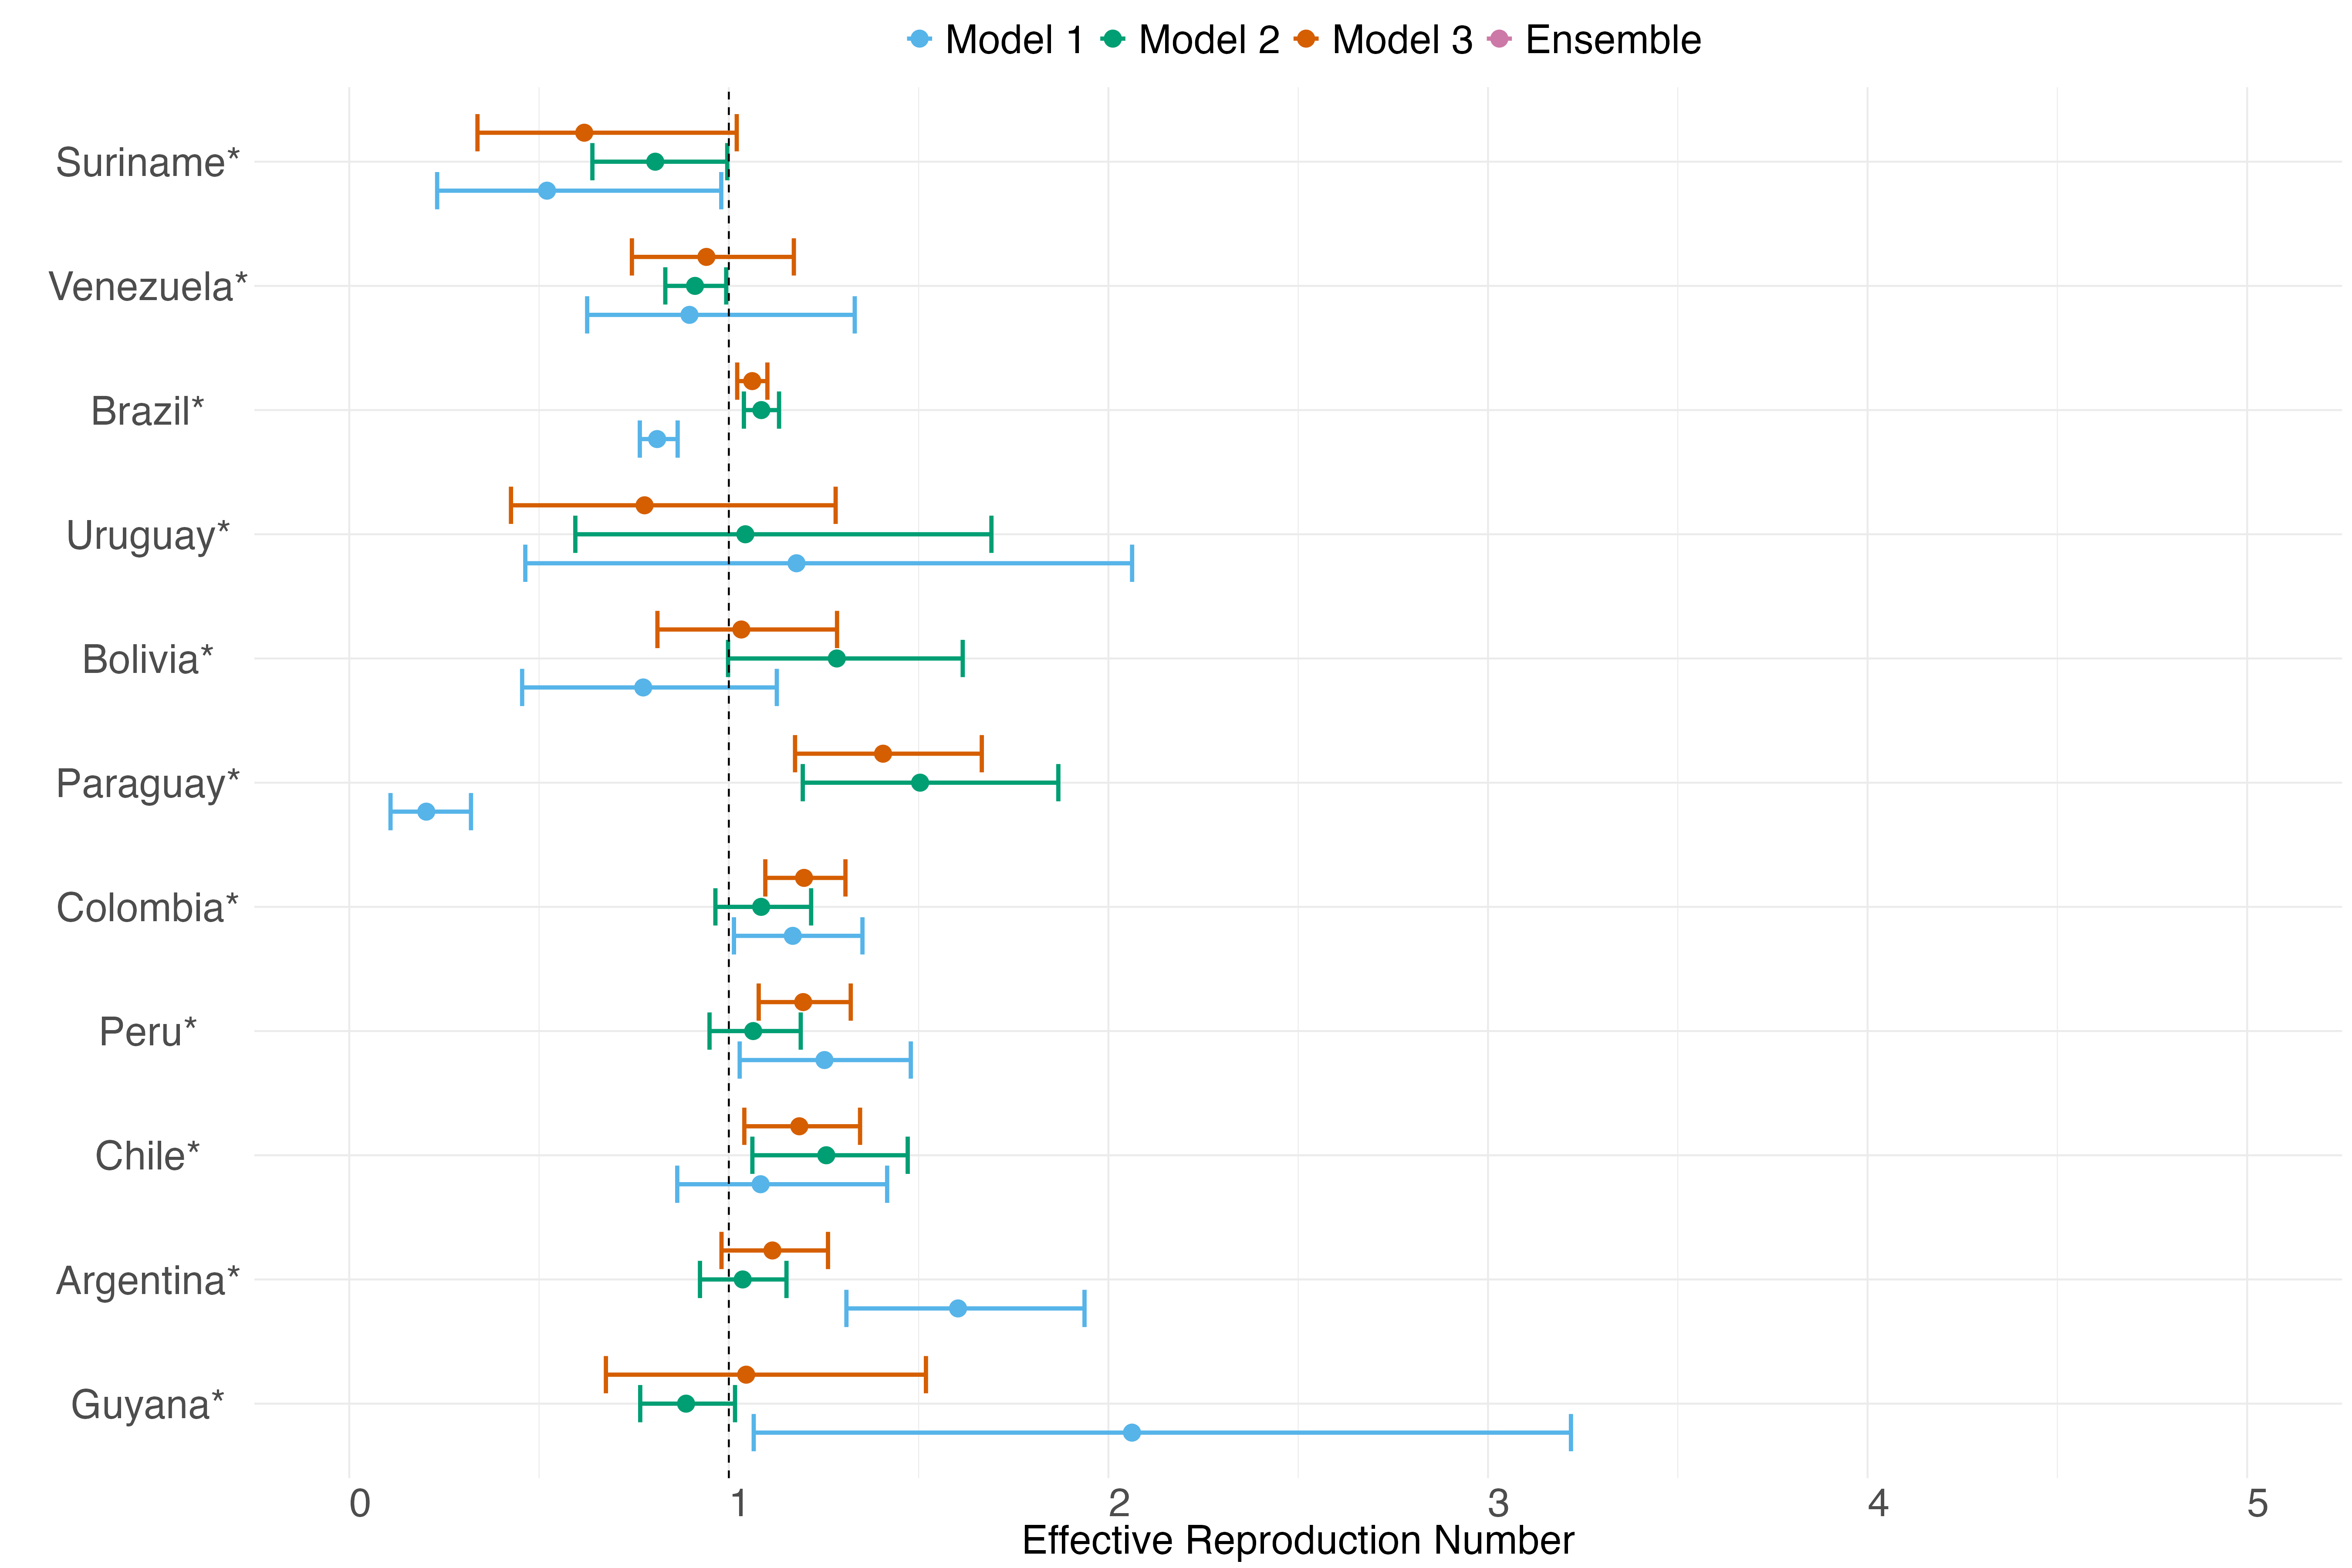 Model 1 Model 2 Model 3 Ensemble
Suriname*
Venezuela*
Brazil*
Uruguay*
Bolivia*
Paraguay*
Colombia*
Peru*
Chile*
Argentina*
Guyana*
0 1 2 3 4 5
Effective Reproduction Number